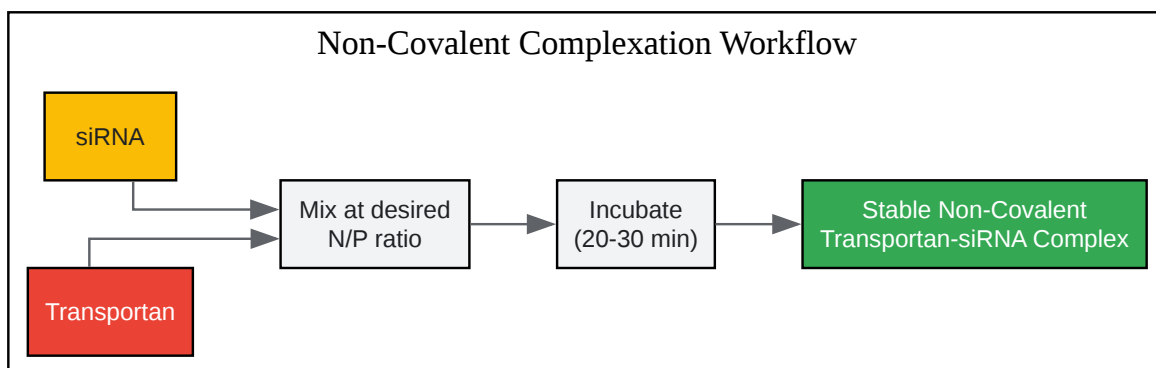 Non-Covalent Complexation Workflow
siRNA
Transportan
Mix at desired
N/P ratio
Incubate
(20-30 min)
Stable Non-Covalent
Transportan-siRNA Complex